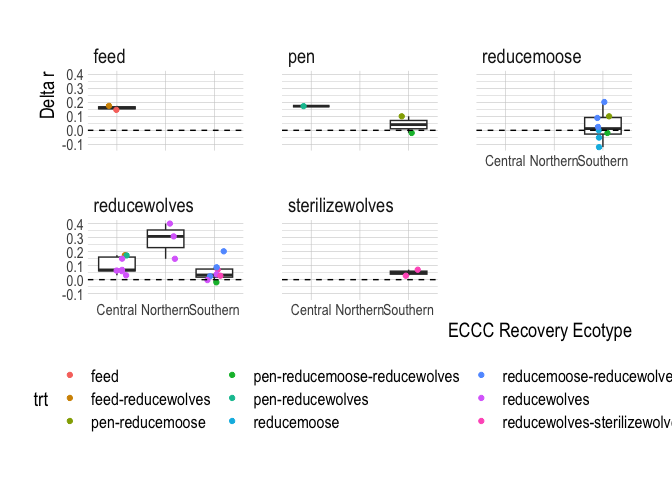 feed pen reducemoose
Delta r
0.4
0.3
0.2
0.1
0.0
-0.1
Central Northern Southern
reducewolves sterilizewolves
0.4
0.3
0.2
0.1
0.0
-0.1
Central Northern Southern Central Northern Southern
ECCC Recovery Ecotype
trt
feed pen-reducemoose-reducewolves reducemoose-reducewolve
feed-reducewolves pen-reducewolves reducewolves
pen-reducemoose reducemoose reducewolves-sterilizewolv